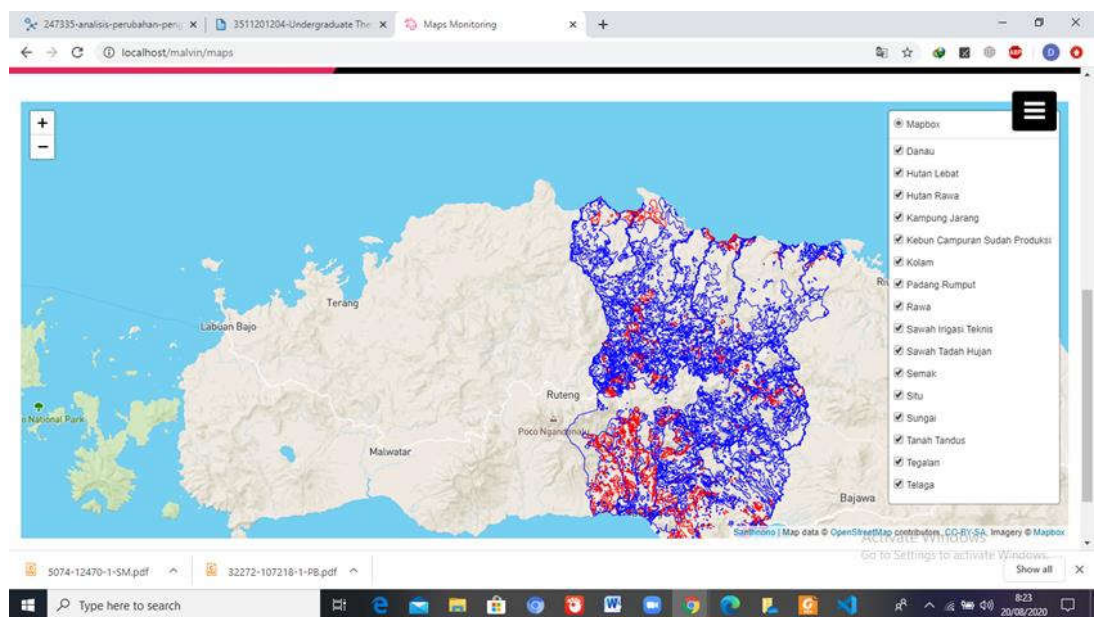 247335-analisis-perubahan-peng
3511201204-Undergraduate The
Maps Monitoring
localhost/malvin/maps
ABP
D
+
−
Mapbox
Danau
Hutan Lebat
Hutan Rawa
Kampung Jarang
Kebun Campuran Sudah Produksi
Kolam
Padang Rumput
Rawa
Sawah Irigasi Teknis
Sawah Tadah Hujan
Semak
Situ
Sungai
Tanah Tandus
Tegalan
Telaga
Terang
Labuan Bajo
Ruteng
National Park
Malwatar
Bajawa
| Map data © OpenStreetMap contributors, CC-BY-SA, Imagery © Mapbox
Activate Windows
Go to Settings to activate Windows.
5074-12470-1-SM.pdf
32272-107218-1-PB.pdf
Show all
Type here to search
8:23
20/08/2020